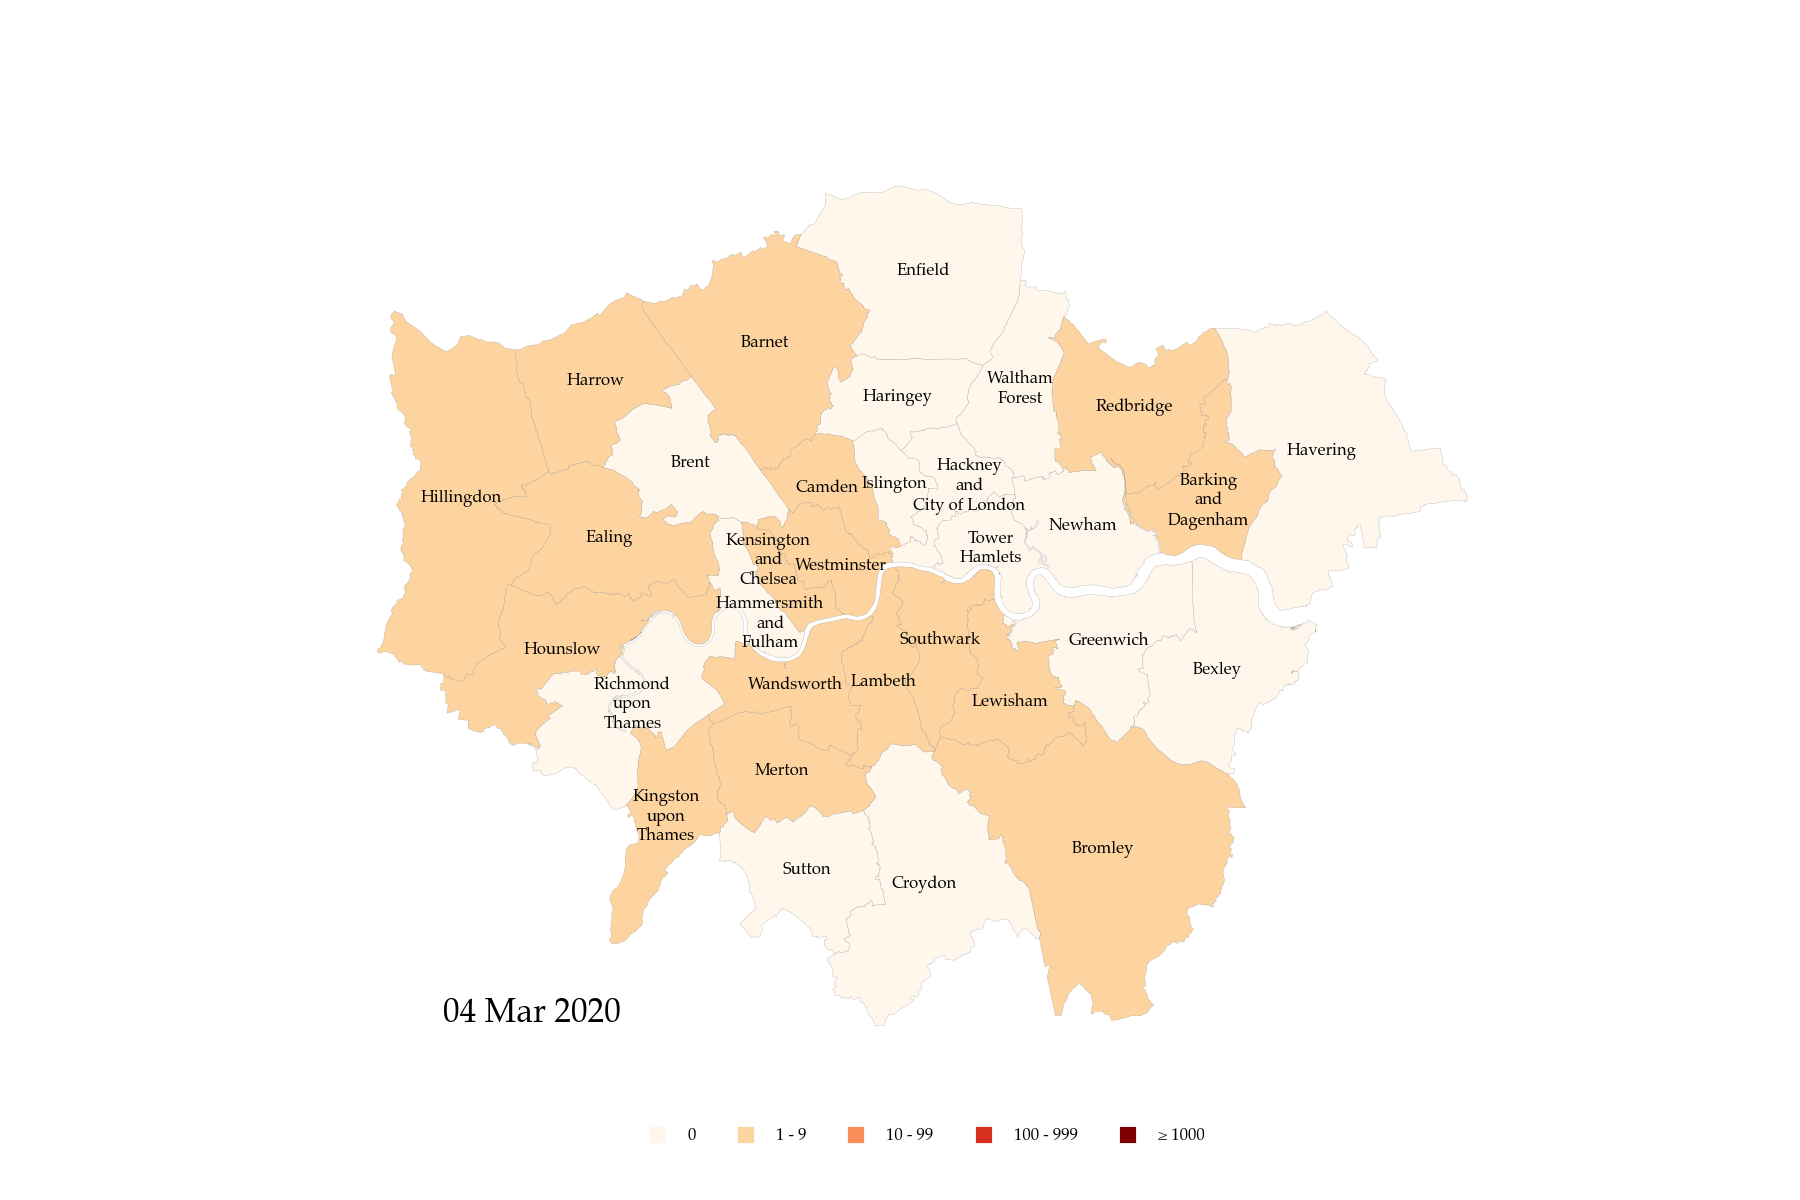 Enfield
Barnet
Harrow
Waltham
Forest
Haringey
Redbridge
Havering
Brent
Hackney
and
City of London
Islington
Camden
Barking
and
Dagenham
Hillingdon
Newham
Ealing
Tower
Hamlets
Kensington
and
Chelsea
Westminster
Hammersmith
and
Fulham
Southwark
Greenwich
Hounslow
Bexley
Richmond
upon
Thames
Wandsworth
Lambeth
Lewisham
Merton
Kingston
upon
Thames
Bromley
Sutton
Croydon
04 Mar 2020
0 1 - 9 10 - 99 100 - 999 ≥ 1000